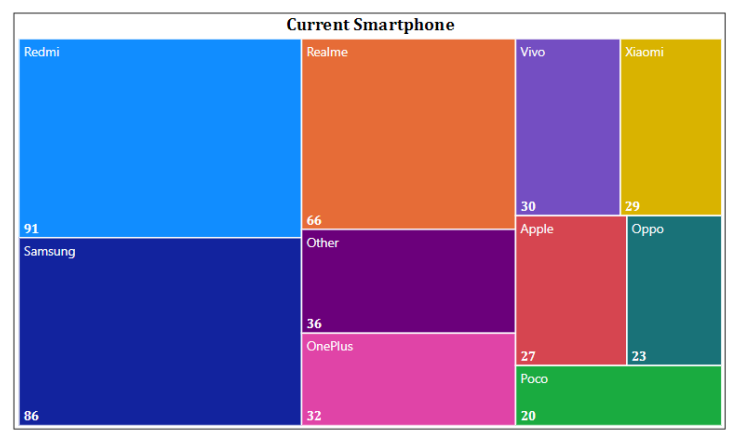 Current Smartphone
Redmi
91
Samsung
86
Realme
66
Other
36
OnePlus
32
Vivo
30
Xiaomi
29
Apple
27
Oppo
23
Poco
20